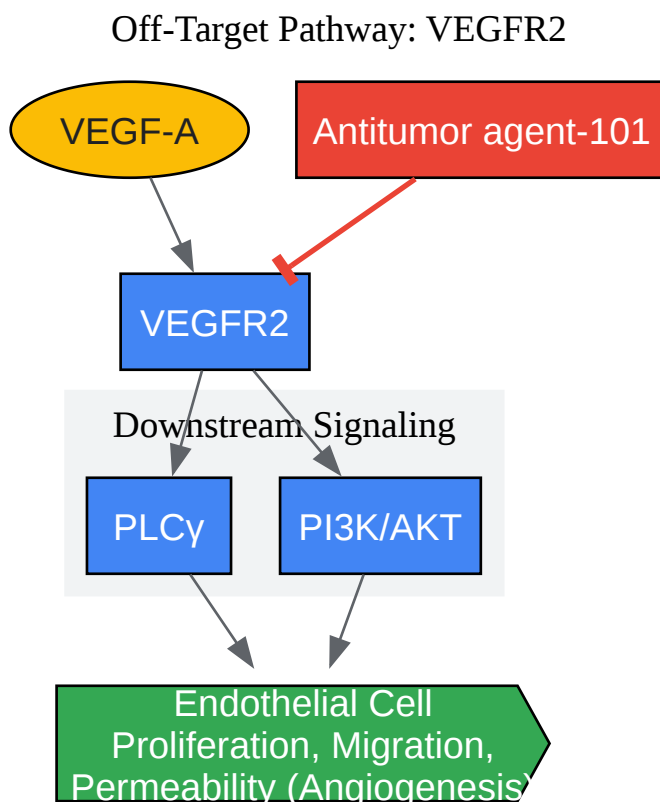 Off-Target Pathway: VEGFR2
VEGF-A
Antitumor agent-101
VEGFR2
Downstream Signaling
PLCγ
PI3K/AKT
Endothelial Cell
Proliferation, Migration,
Permeability (Angiogenesis)